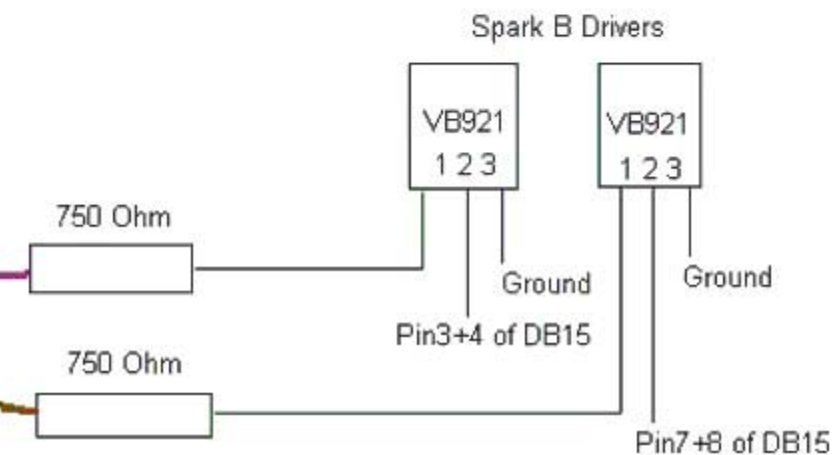 Spark B Drivers
VB921
1 2 3
VB921
1 2 3
750 Ohm
Ground
Ground
Pin3+4 of DB15
750 Ohm
Pin7+8 of DB15